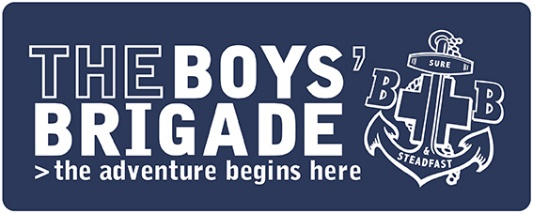 THE BOYS'
BRIGADE
>the adventure begins here
SURE
B B
&
STEADFAST